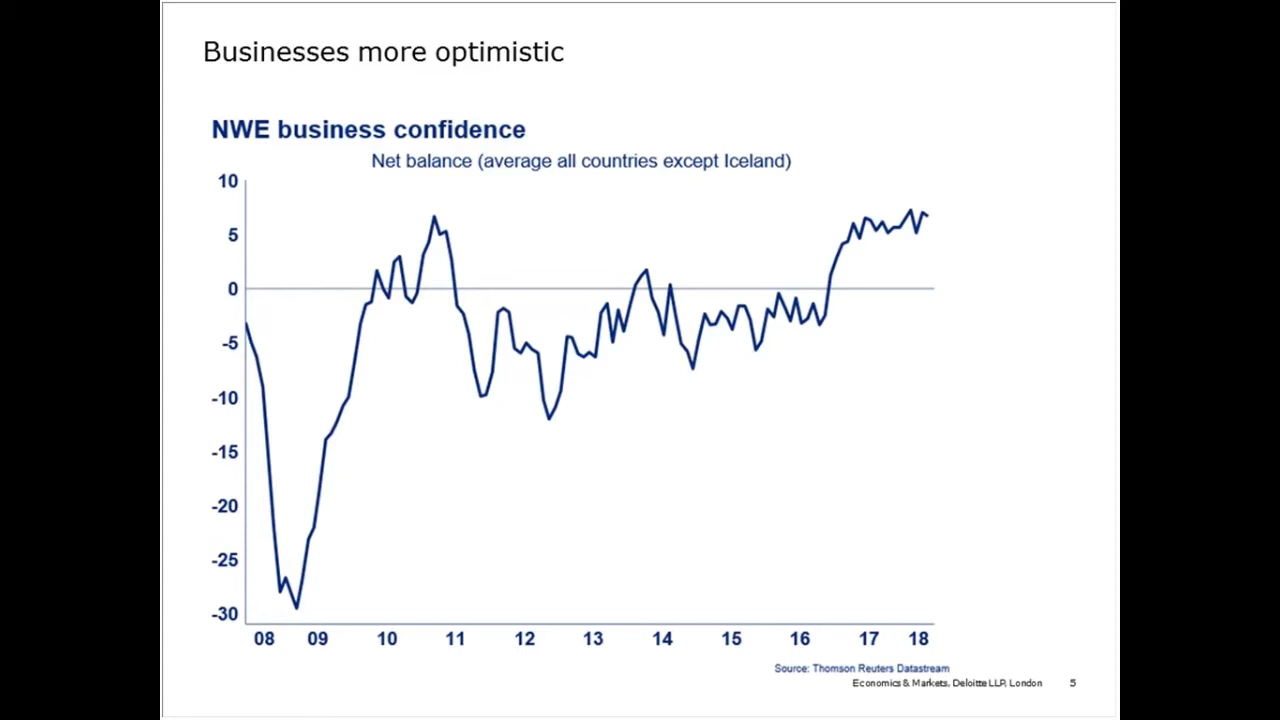 Businesses more optimistic
NWE business confidence
Net balance (average all countries except Iceland)
10
5
0
-5
-10
-15
-20
-25
-30
08 09 10 11 12 13 14 15 16 17 18
Source: Thomson Reuters Datastream
Economics & Markets, Deloitte LLP, London 5